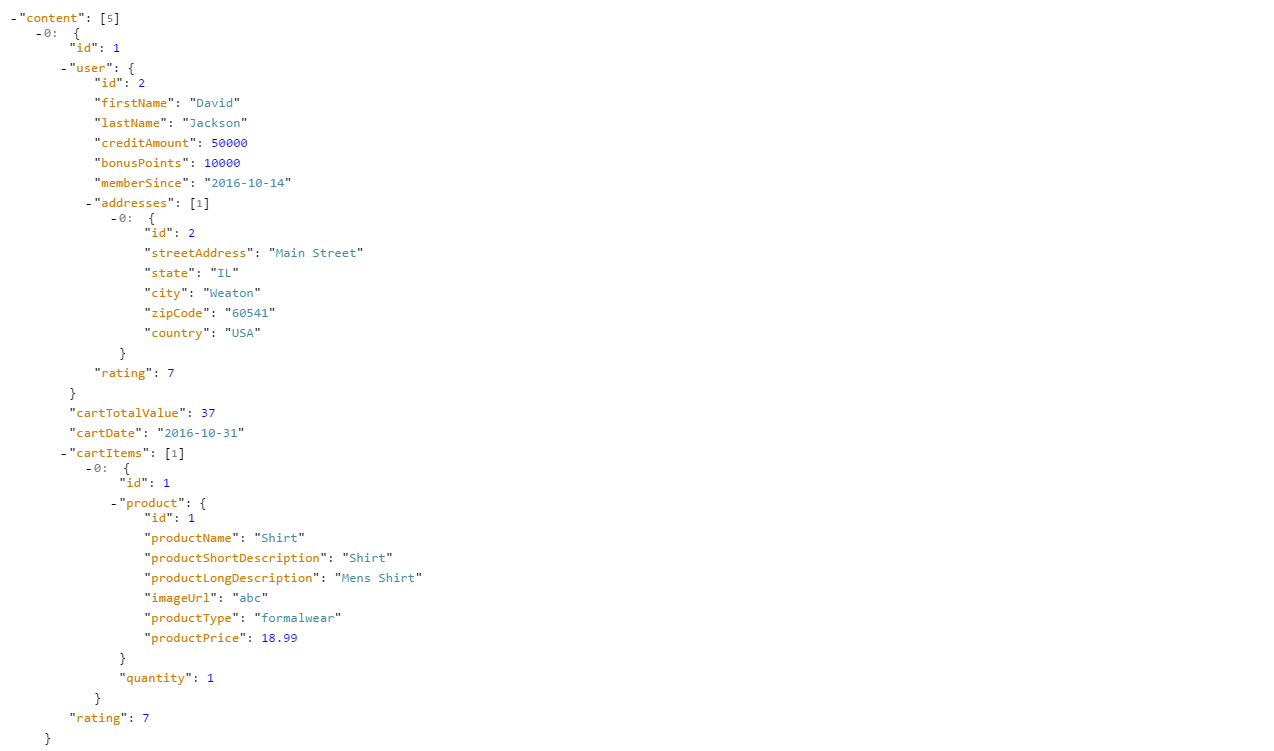 -"content": [5]
-0: {
"id": 1
-"user": {
"id": 2
"firstName": "David"
"lastName": "Jackson"
"creditAmount": 50000
"bonusPoints": 10000
"memberSince": "2016-10-14"
-"addresses": [1]
-0: {
"id": 2
"streetAddress": "Main Street"
"state": "IL"
"city": "Weaton"
"zipCode": "60541"
"country": "USA"
}
"rating": 7
}
"cartTotalValue": 37
"cartDate": "2016-10-31"
-"cartItems": [1]
-0: {
"id": 1
-"product": {
"id": 1
"productName": "Shirt"
"productShortDescription": "Shirt"
"productLongDescription": "Mens Shirt"
"imageUrl": "abc"
"productType": "formalwear"
"productPrice": 18.99
}
"quantity": 1
}
"rating": 7
}